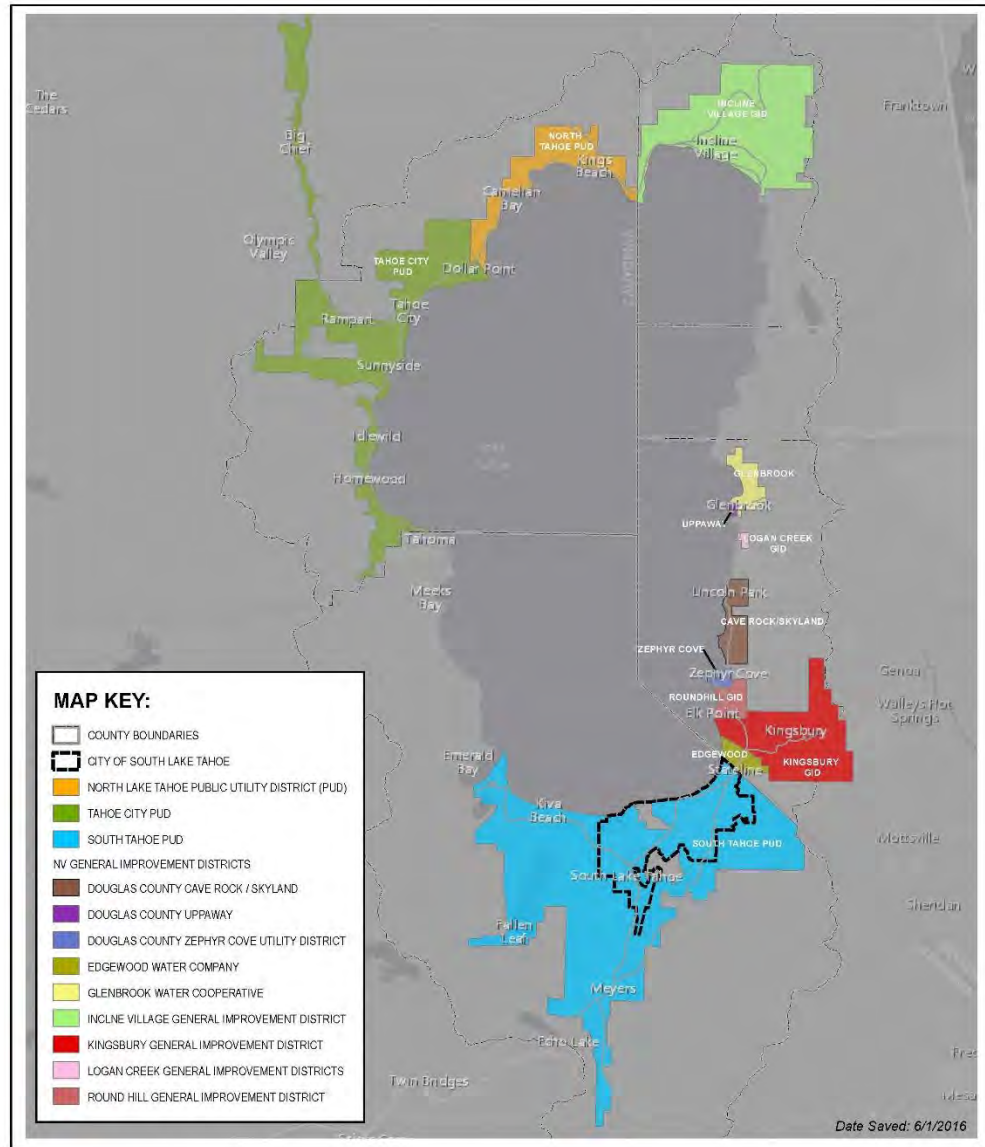 The
Cedars
Franktown
INCLINE
VILLAGE GID
Incline
Village
NORTH
TAHOE PUD
Kings
Beach
Big
Chief
Carnelian
Bay
Olympic
Valley
TAHOE CITY
PUD
Dollar Point
CALIFORNIA
Tahoe
City
Rampart
Sunnyside
Idlewild
Homewood
GLENBROOK
Glenbrook
UPPAWAY
LOGAN CREEK
GID
Tahoma
Meeks
Bay
Lincoln Park
CAVE ROCK/SKYLAND
ZEPHYR COVE
Zephyr Cove
Genoa
ROUNDHILL GID
Walleys Hot
Springs
Elk Point
Kingsbury
EDGEWOOD
KINGSBURY
GID
Stateline
Emerald
Bay
Kiva
Beach
Mottsville
SOUTH TAHOE PUD
South Lake Tahoe
Sheridan
Fallen
Leaf
Meyers
Echo Lake
Twin Bridges
MAP KEY:
COUNTY BOUNDARIES
CITY OF SOUTH LAKE TAHOE
NORTH LAKE TAHOE PUBLIC UTILITY DISTRICT (PUD)
TAHOE CITY PUD
SOUTH TAHOE PUD
NV GENERAL IMPROVEMENT DISTRICTS
DOUGLAS COUNTY CAVE ROCK / SKYLAND
DOUGLAS COUNTY UPPAWAY
DOUGLAS COUNTY ZEPHYR COVE UTILITY DISTRICT
EDGEWOOD WATER COMPANY
GLENBROOK WATER COOPERATIVE
INCLNE VILLAGE GENERAL IMPROVEMENT DISTRICT
KINGSBURY GENERAL IMPROVEMENT DISTRICT
LOGAN CREEK GENERAL IMPROVEMENT DISTRICTS
ROUND HILL GENERAL IMPROVEMENT DISTRICT
Date Saved: 6/1/2016